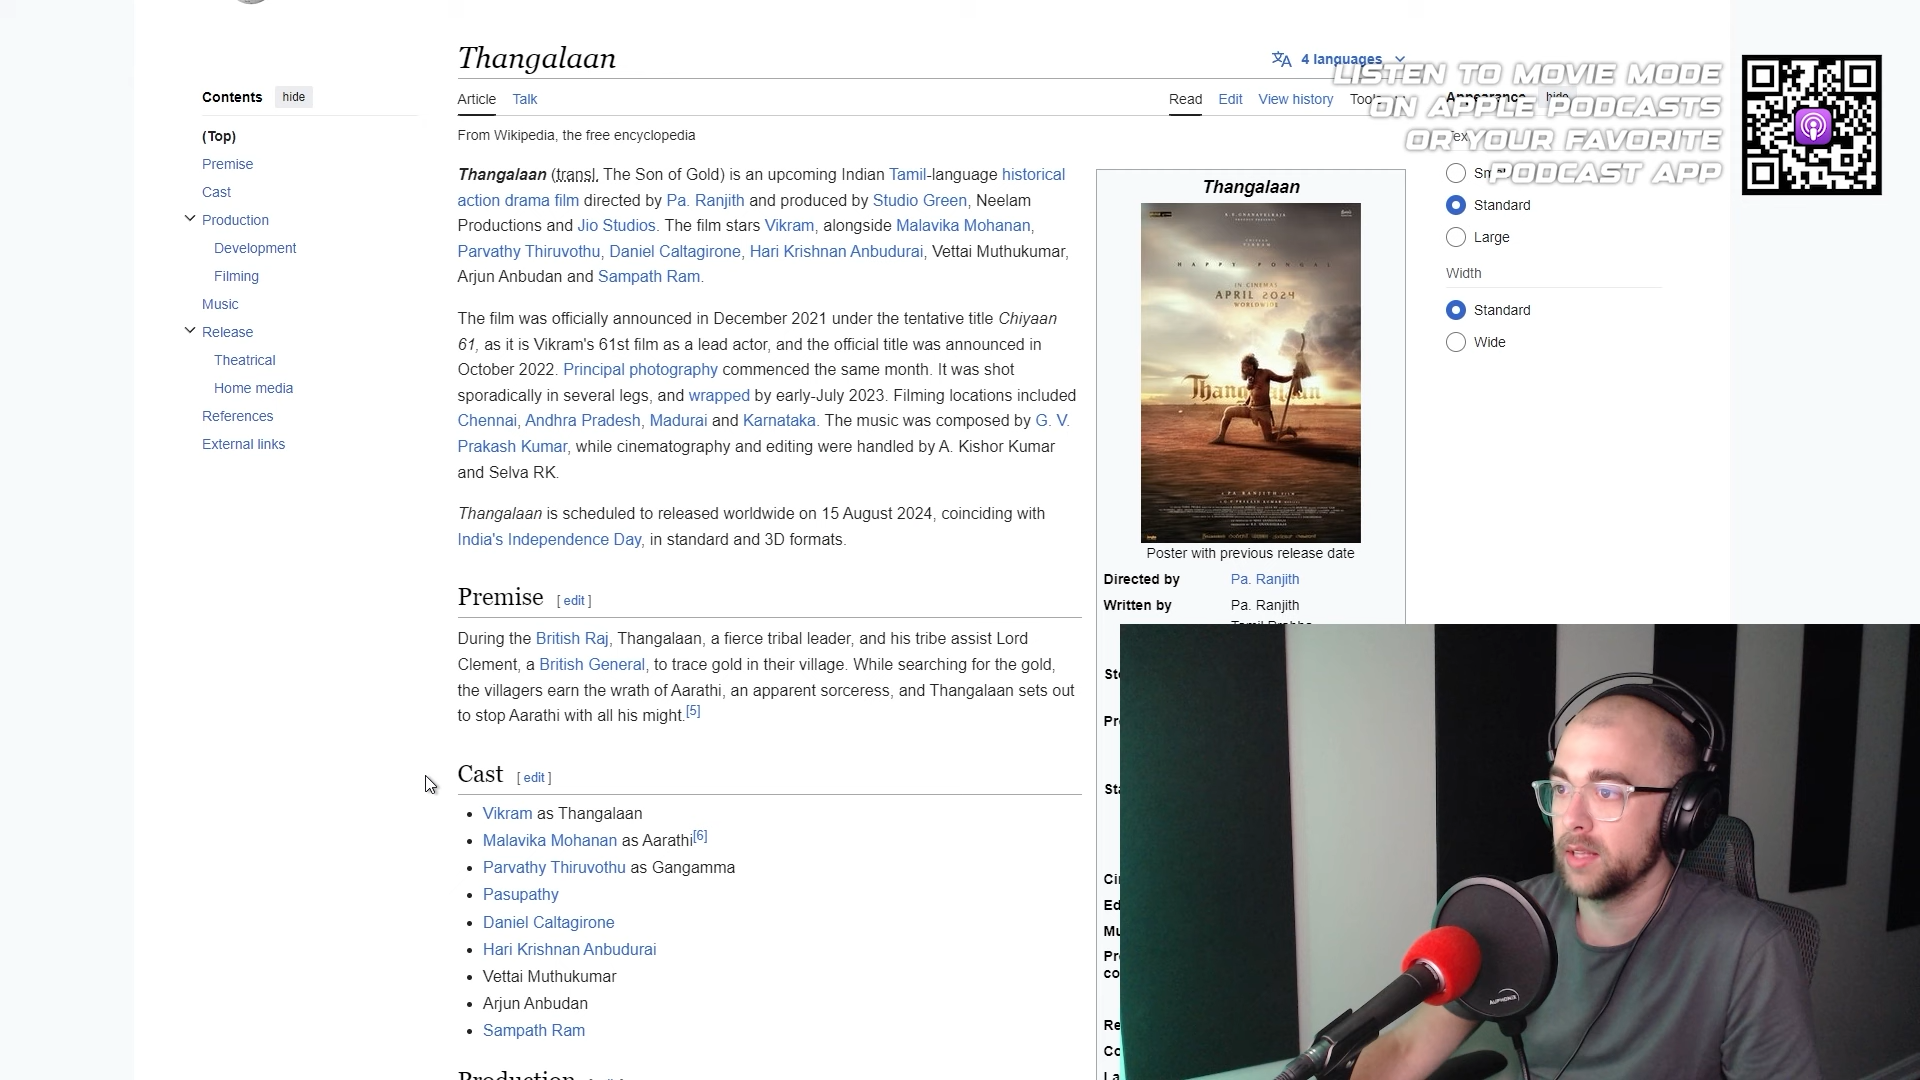 Thangalaan
4 languages
LISTEN TO MOVIE MODE
ON APPLE PODCASTS
OR YOUR FAVORITE
PODCAST APP
Contents hide
(Top)
Premise
Cast
Production
Development
Filming
Music
Release
Theatrical
Home media
References
External links
Article Talk
Read Edit View history Tools
Appearance hide
Standard
Large
Width
Standard
Wide
From Wikipedia, the free encyclopedia
Thangalaan (transl. The Son of Gold) is an upcoming Indian Tamil-language historical
action drama film directed by Pa. Ranjith and produced by Studio Green, Neelam
Productions and Jio Studios. The film stars Vikram, alongside Malavika Mohanan,
Parvathy Thiruvothu, Daniel Caltagirone, Hari Krishnan Anbudurai, Vettai Muthukumar,
Arjun Anbudan and Sampath Ram.
The film was officially announced in December 2021 under the tentative title Chiyaan
61, as it is Vikram's 61st film as a lead actor, and the official title was announced in
October 2022. Principal photography commenced the same month. It was shot
sporadically in several legs, and wrapped by early-July 2023. Filming locations included
Chennai, Andhra Pradesh, Madurai and Karnataka. The music was composed by G. V.
Prakash Kumar, while cinematography and editing were handled by A. Kishor Kumar
and Selva RK.
Thangalaan is scheduled to released worldwide on 15 August 2024, coinciding with
India's Independence Day, in standard and 3D formats.
Premise [ edit ]
During the British Raj, Thangalaan, a fierce tribal leader, and his tribe assist Lord
Clement, a British General, to trace gold in their village. While searching for the gold,
the villagers earn the wrath of Aarathi, an apparent sorceress, and Thangalaan sets out
to stop Aarathi with all his might.[5]
Cast [ edit ]
Vikram as Thangalaan
Malavika Mohanan as Aarathi[6]
Parvathy Thiruvothu as Gangamma
Pasupathy
Daniel Caltagirone
Hari Krishnan Anbudurai
Vettai Muthukumar
Arjun Anbudan
Sampath Ram
Production
Thangalaan
HAPPY PONGAL
IN CINEMAS
APRIL 2024
WORLDWIDE
Thangalaan
A PA RANJITH FILM
Poster with previous release date
Directed by Pa. Ranjith
Written by Pa. Ranjith
Tamil Prabha